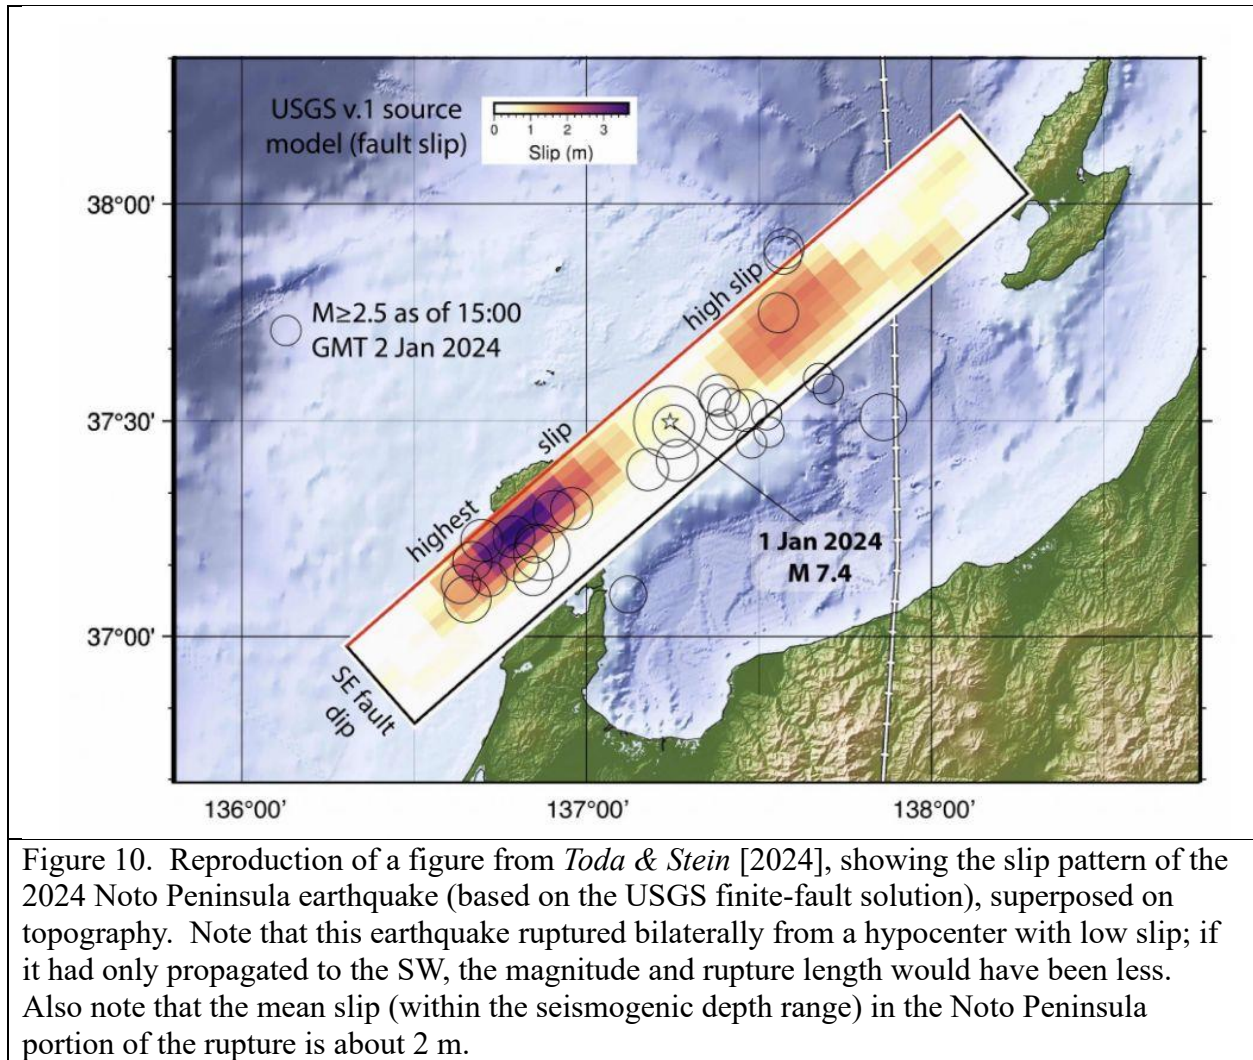 USGS v.1 source
model (fault slip)
0 1 2 3
Slip (m)
38°00'
high slip
M≥2.5 as of 15:00
GMT 2 Jan 2024
37°30'
slip
highest
1 Jan 2024
M 7.4
37°00'
SE fault
dip
136°00' 137°00' 138°00'
Figure 10.  Reproduction of a figure from Toda & Stein [2024], showing the slip pattern of the
2024 Noto Peninsula earthquake (based on the USGS finite-fault solution), superposed on
topography.  Note that this earthquake ruptured bilaterally from a hypocenter with low slip; if
it had only propagated to the SW, the magnitude and rupture length would have been less.
Also note that the mean slip (within the seismogenic depth range) in the Noto Peninsula
portion of the rupture is about 2 m.